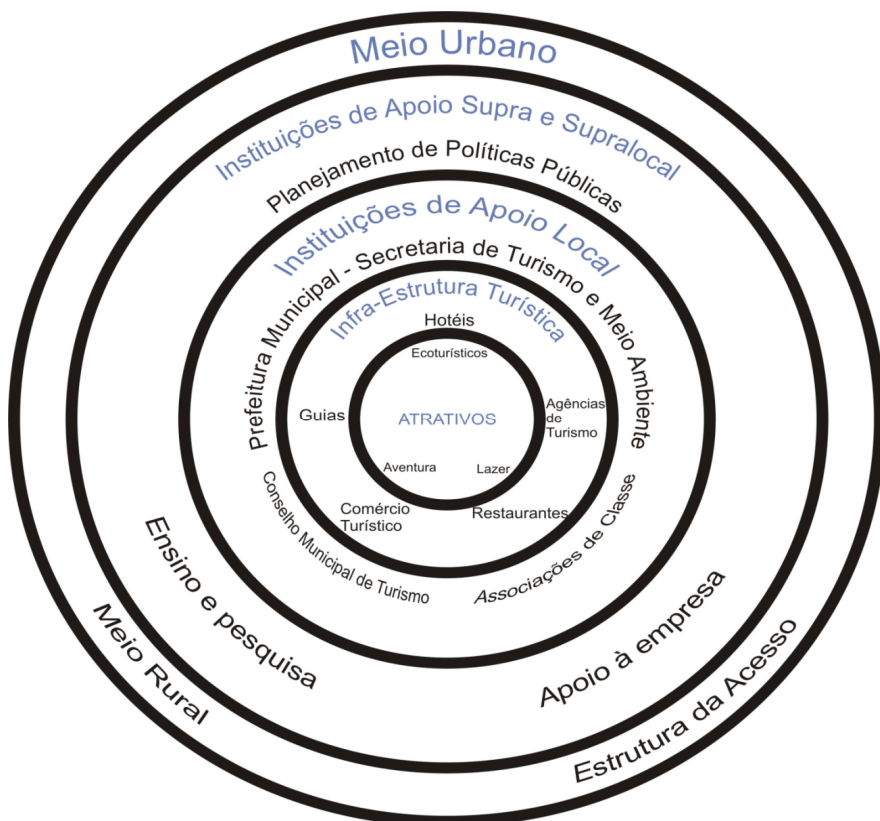 Meio Urbano
Instituições de Apoio Supra e Supralocal
Planejamento de Políticas Públicas
Instituições de Apoio Local
Prefeitura Municipal - Secretaria de Turismo e Meio Ambiente
Infra-Estrutura Turística
Hotéis
Ecoturísticos
Guias
ATRATIVOS
Agências
de
Turismo
Aventura
Lazer
Comércio
Turístico
Restaurantes
Conselho Municipal de Turismo
Associações de Classe
Ensino e pesquisa
Apoio à empresa
Meio Rural
Estrutura da Acesso